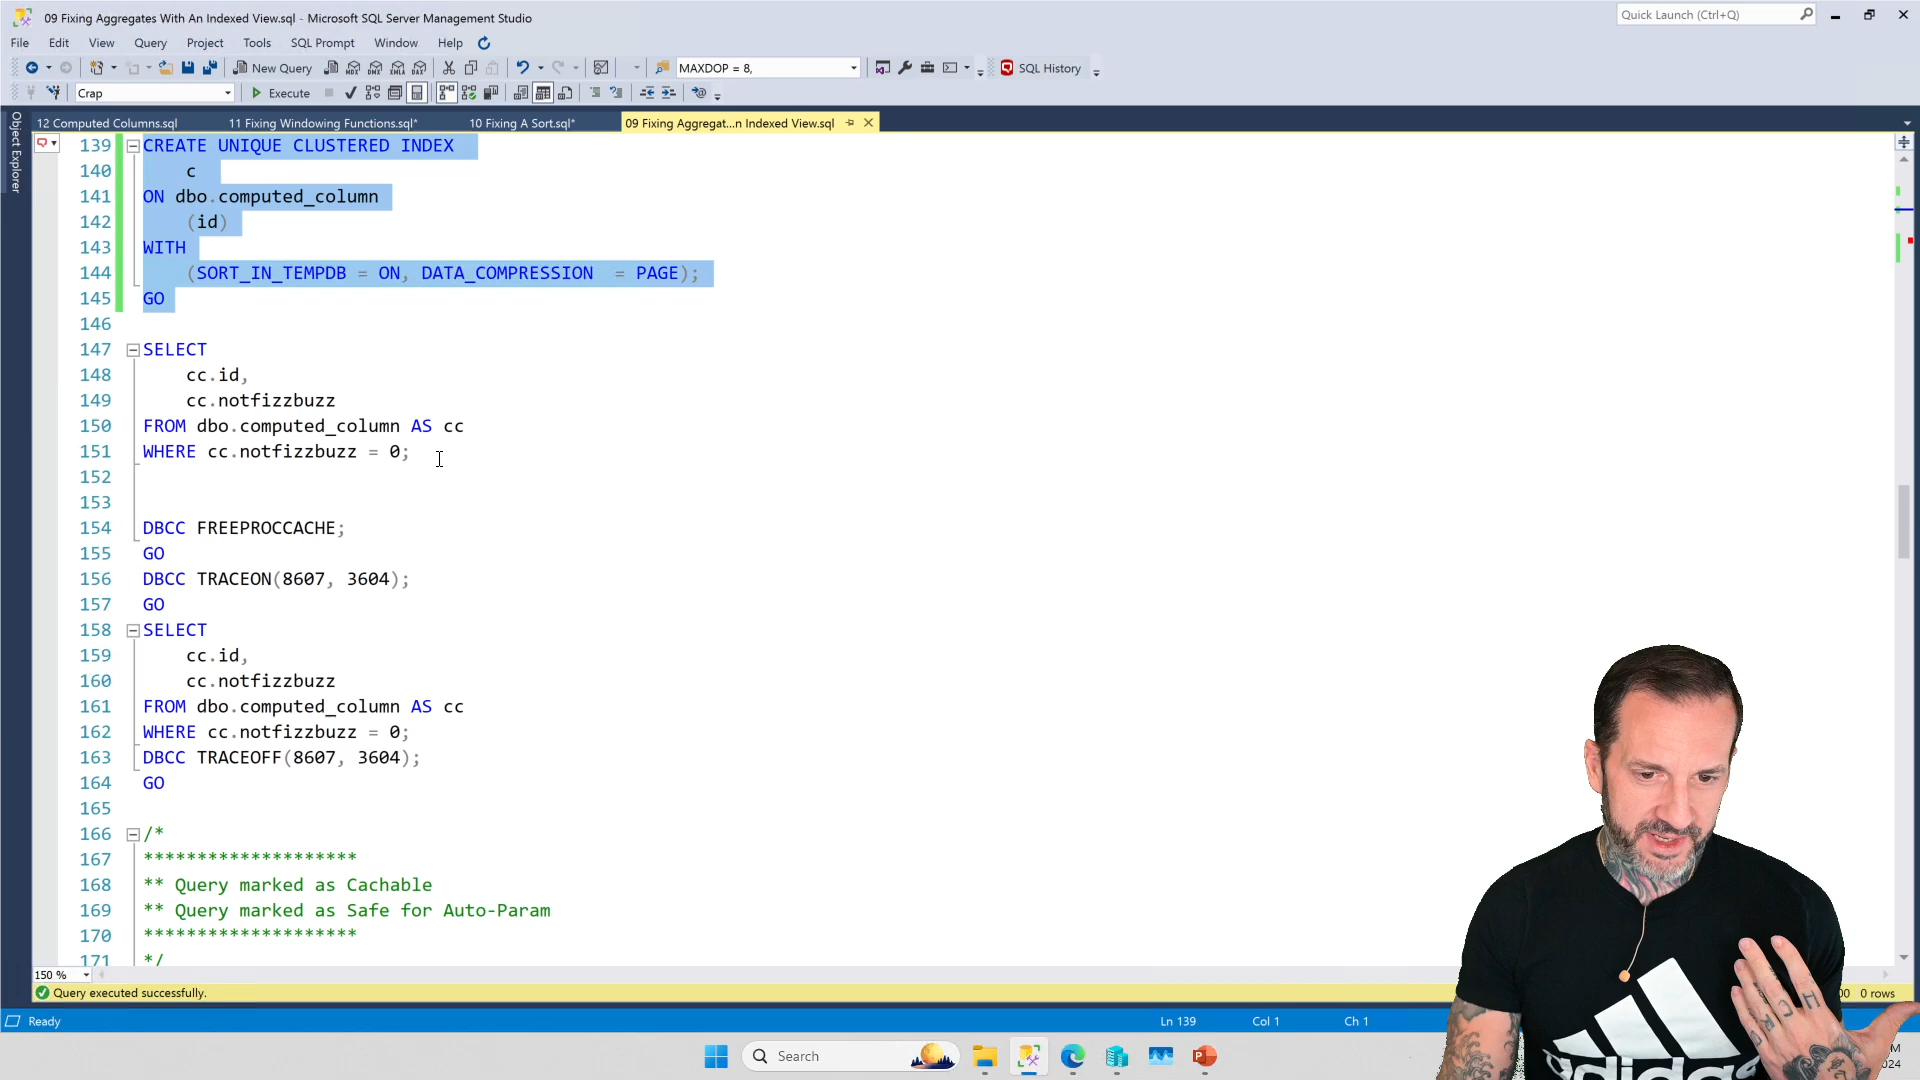 09 Fixing Aggregates With An Indexed View.sql - Microsoft SQL Server Management Studio
Quick Launch (Ctrl+Q)
File Edit View Query Project Tools SQL Prompt Window Help
New Query MDX DMX XMLA DAX MAXDOP = 8, SQL History
Crap Execute
Object Explorer
12 Computed Columns.sql 11 Fixing Windowing Functions.sql* 10 Fixing A Sort.sql* 09 Fixing Aggregat...n Indexed View.sql
139 CREATE UNIQUE CLUSTERED INDEX
140 c
141 ON dbo.computed_column
142 (id)
143 WITH
144 (SORT_IN_TEMPDB = ON, DATA_COMPRESSION = PAGE);
145 GO
146
147 SELECT
148 cc.id,
149 cc.notfizzbuzz
150 FROM dbo.computed_column AS cc
151 WHERE cc.notfizzbuzz = 0;
152
153
154 DBCC FREEPROCCACHE;
155 GO
156 DBCC TRACEON(8607, 3604);
157 GO
158 SELECT
159 cc.id,
160 cc.notfizzbuzz
161 FROM dbo.computed_column AS cc
162 WHERE cc.notfizzbuzz = 0;
163 DBCC TRACEOFF(8607, 3604);
164 GO
165
166 /*
167 ********************
168 ** Query marked as Cachable
169 ** Query marked as Safe for Auto-Param
170 ********************
171 */
150 %
Query executed successfully. 00 0 rows
Ready Ln 139 Col 1 Ch 1
Search
adidas